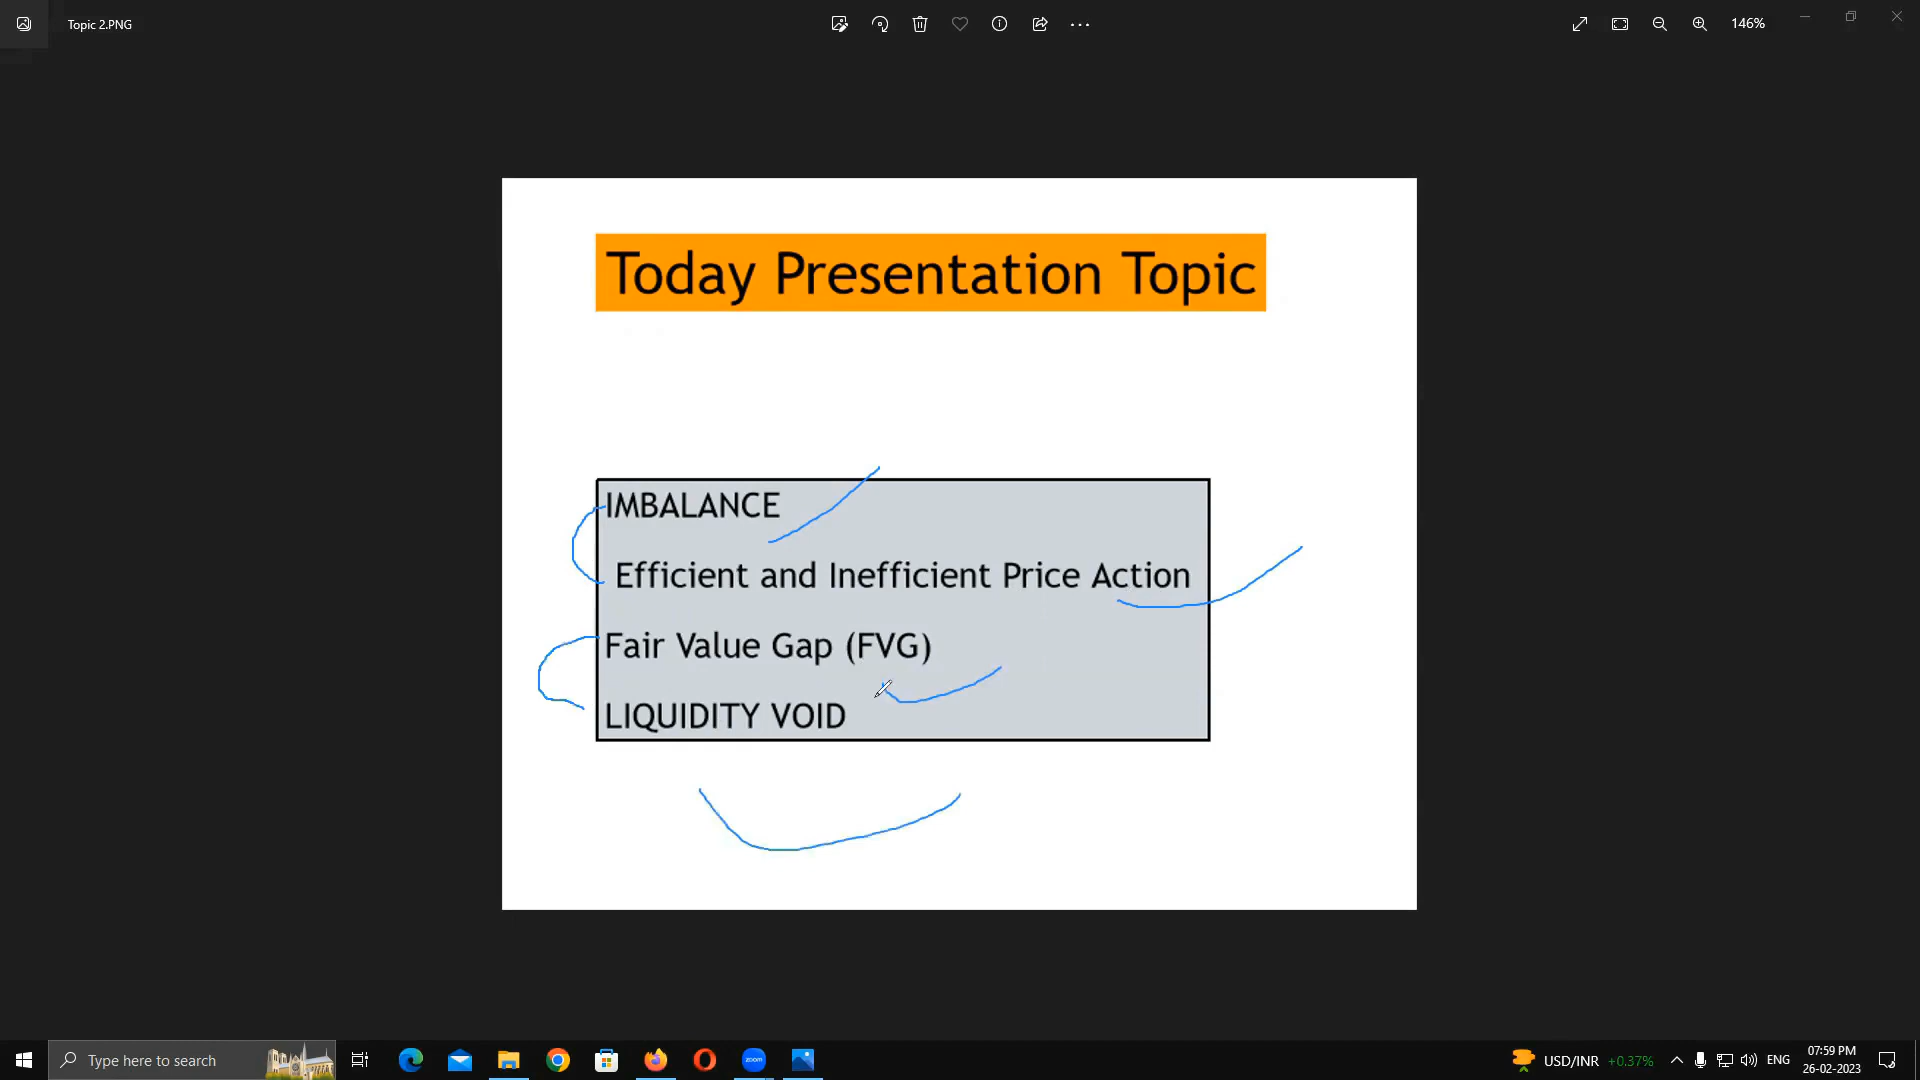 Topic 2.PNG
146%
Today Presentation Topic
IMBALANCE
Efficient and Inefficient Price Action
Fair Value Gap (FVG)
LIQUIDITY VOID
Type here to search
zoom
USD/INR +0.37%
ENG
07:59 PM
26-02-2023